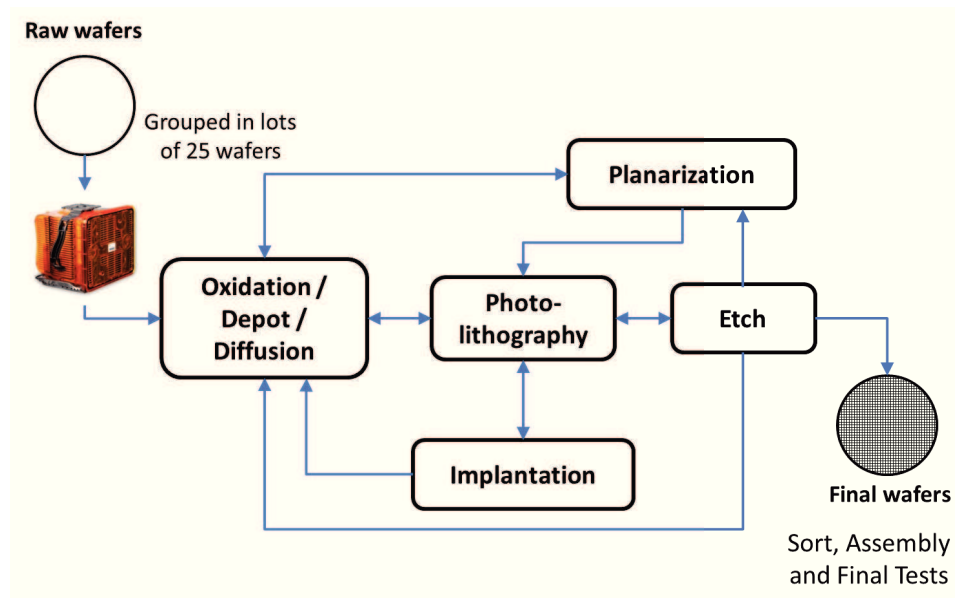 Raw wafers
Grouped in lots
of 25 wafers
Planarization
Oxidation /
Depot /
Diffusion
Photo-
lithography
Etch
Implantation
Final wafers
Sort, Assembly
and Final Tests